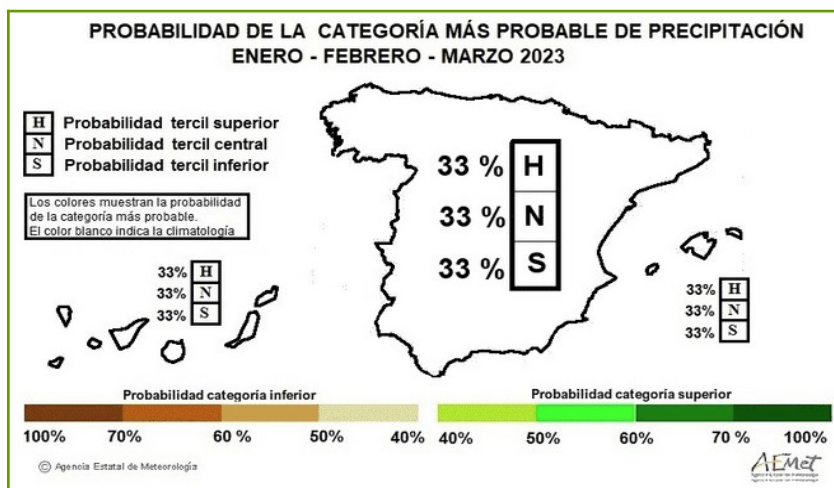 PROBABILIDAD DE LA CATEGORÍA MÁS PROBABLE DE PRECIPITACIÓN
ENERO - FEBRERO - MARZO 2023
H Probabilidad tercil superior
N Probabilidad tercil central
S Probabilidad tercil inferior
Los colores muestran la probabilidad
de la categoría más probable.
El color blanco indica la climatología
33 % H
33 % N
33 % S
33% H
33% N
33% S
33% H
33% N
33% S
Probabilidad categoría inferior
100% 70% 60 % 50% 40%
Probabilidad categoría superior
40% 50% 60% 70 % 100%
© Agencia Estatal de Meteorología
AEMet